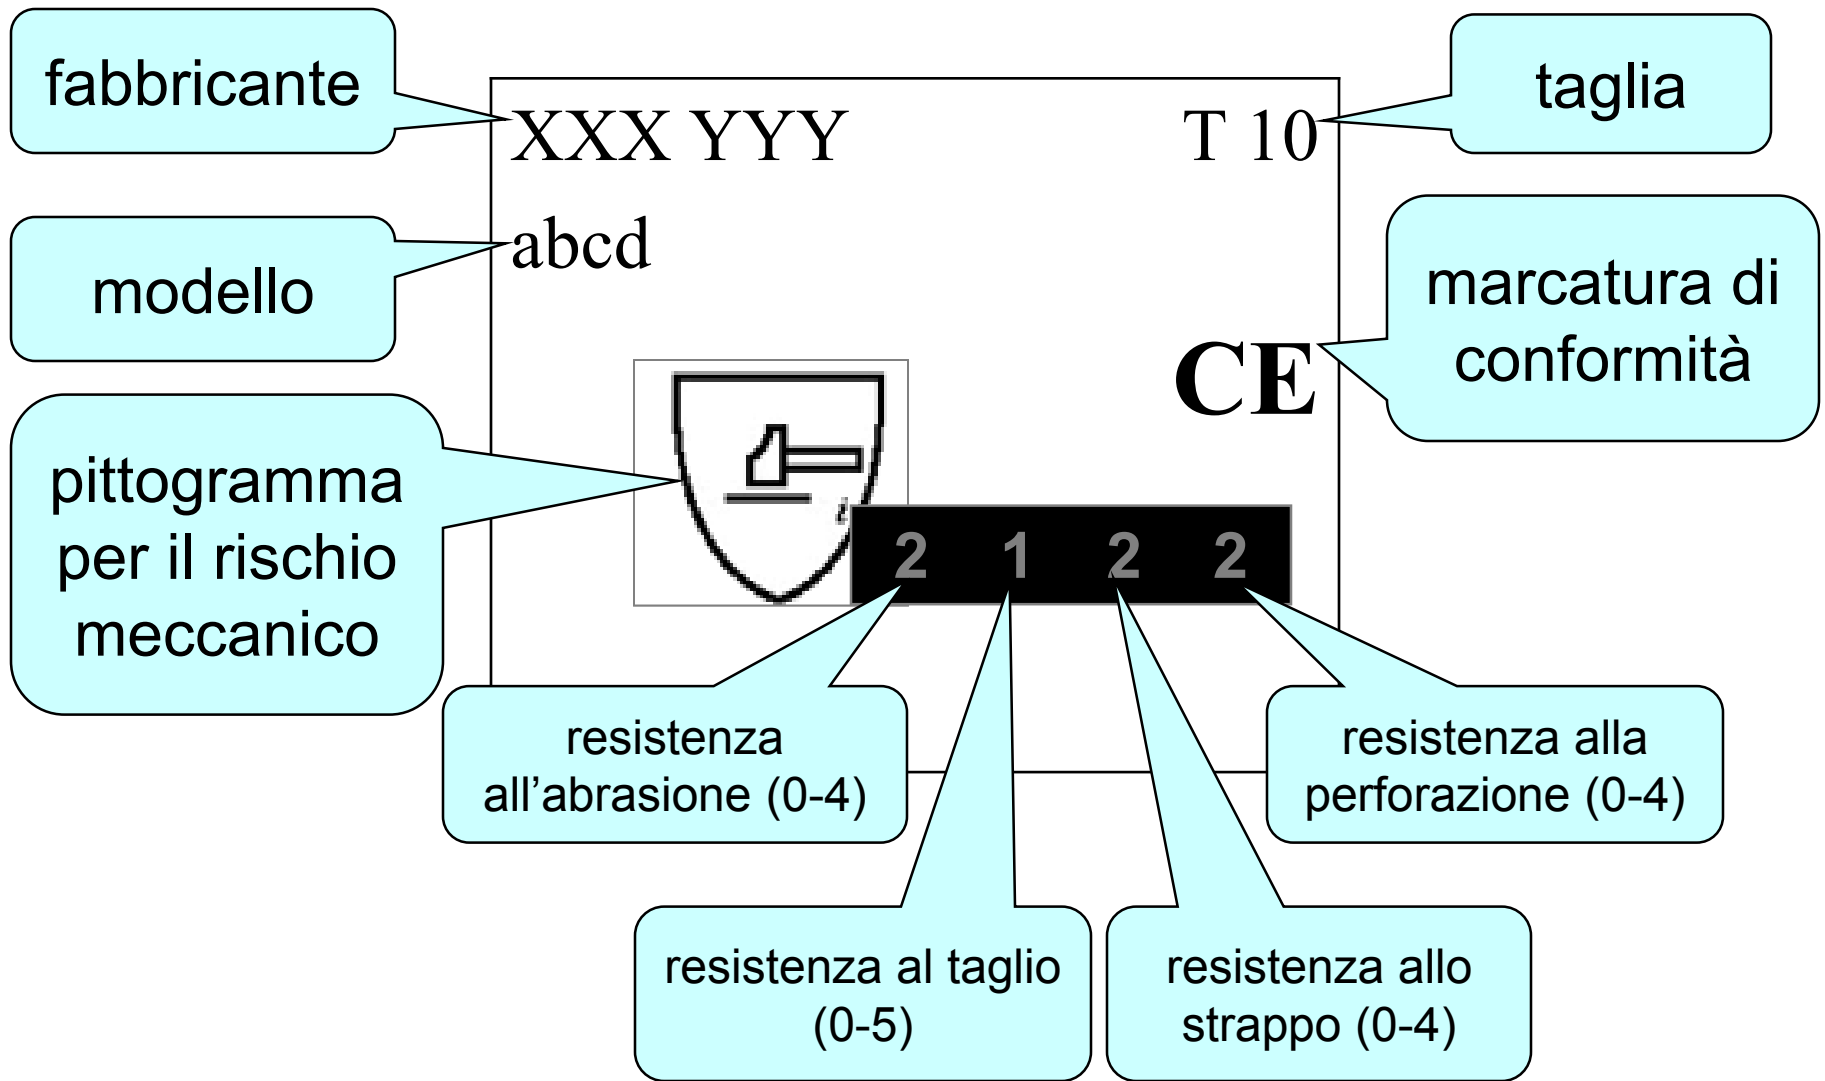 fabbricante
taglia
XXX YYY
T 10
modello
abcd
marcatura di
conformità
CE
pittogramma
per il rischio
meccanico
2 1 2 2
resistenza
all’abrasione (0-4)
resistenza alla
perforazione (0-4)
resistenza al taglio
(0-5)
resistenza allo
strappo (0-4)